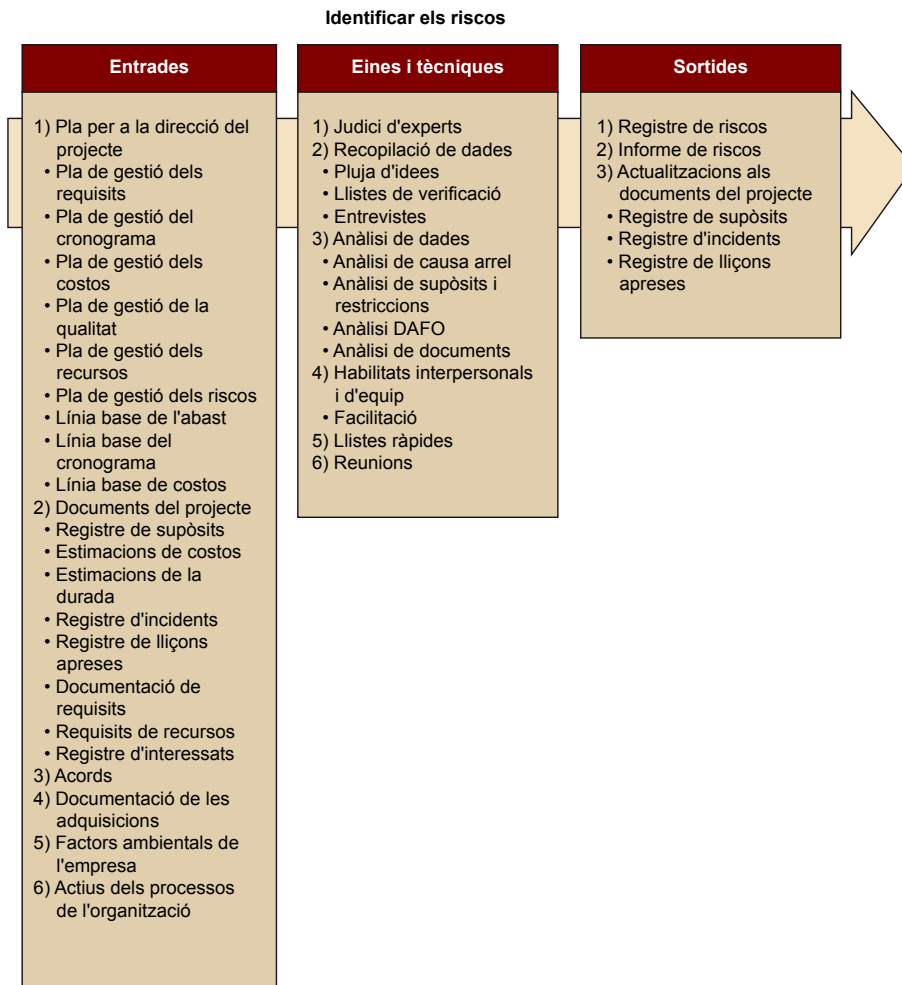 Identificar els riscos
Entrades
1) Pla per a la direcció del
projecte
• Pla de gestió dels
requisits
• Pla de gestió del
cronograma
• Pla de gestió dels
costos
• Pla de gestió de la
qualitat
• Pla de gestió dels
recursos
• Pla de gestió dels riscos
• Línia base de l'abast
• Línia base del
cronograma
• Línia base de costos
2) Documents del projecte
• Registre de supòsits
• Estimacions de costos
• Estimacions de la
durada
• Registre d'incidents
• Registre de lliçons
apreses
• Documentació de
requisits
• Requisits de recursos
• Registre d'interessats
3) Acords
4) Documentació de les
adquisicions
5) Factors ambientals de
l'empresa
6) Actius dels processos
de l'organització
Eines i tècniques
1) Judici d'experts
2) Recopilació de dades
• Pluja d'idees
• Llistes de verificació
• Entrevistes
3) Anàlisi de dades
• Anàlisi de causa arrel
• Anàlisi de supòsits i
restriccions
• Anàlisi DAFO
• Anàlisi de documents
4) Habilitats interpersonals
i d'equip
• Facilitació
5) Llistes ràpides
6) Reunions
Sortides
1) Registre de riscos
2) Informe de riscos
3) Actualitzacions als
documents del projecte
• Registre de supòsits
• Registre d'incidents
• Registre de lliçons
apreses